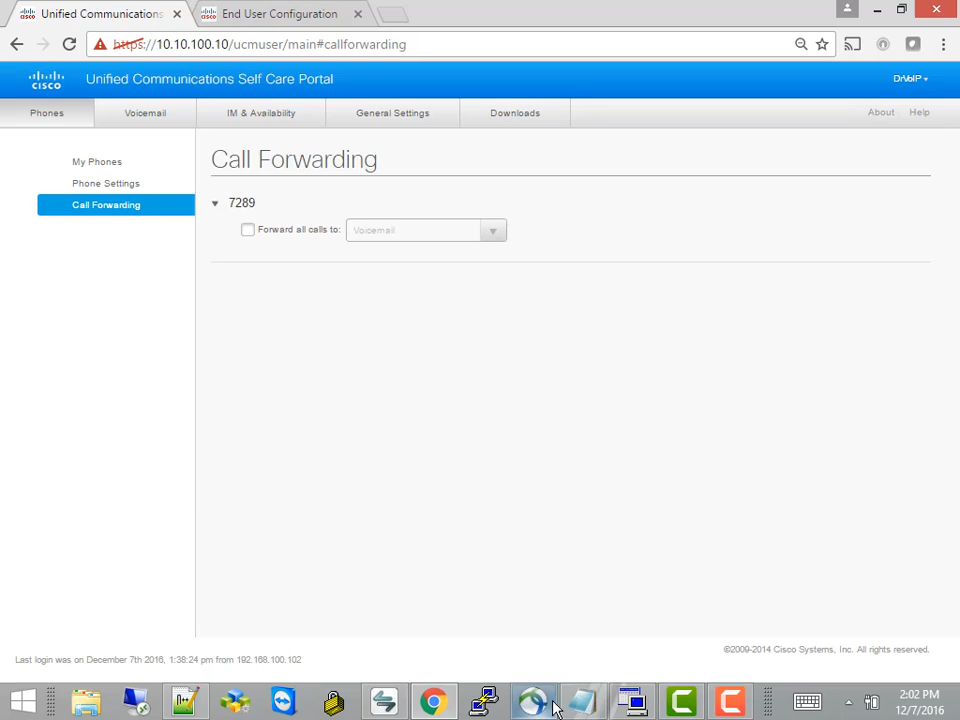 Unified Communications
End User Configuration
https://10.10.100.10/ucmuser/main#callforwarding
CISCO
Unified Communications Self Care Portal
DrVoIP
Phones
Voicemail
IM & Availability
General Settings
Downloads
About
Help
My Phones
Phone Settings
Call Forwarding
Call Forwarding
7289
Forward all calls to:
Voicemail
©2009-2014 Cisco Systems, Inc. All rights reserved.
Last login was on December 7th 2016, 1:38:24 pm from 192.168.100.102
2:02 PM
12/7/2016